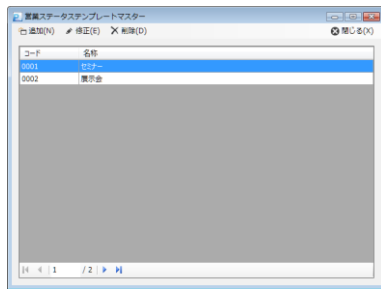 営業ステータステンプレートマスター
追加(N) 修正(E) 削除(D) 閉じる(X)
コード 名称
0001 セミナー
0002 展示会
1 / 2